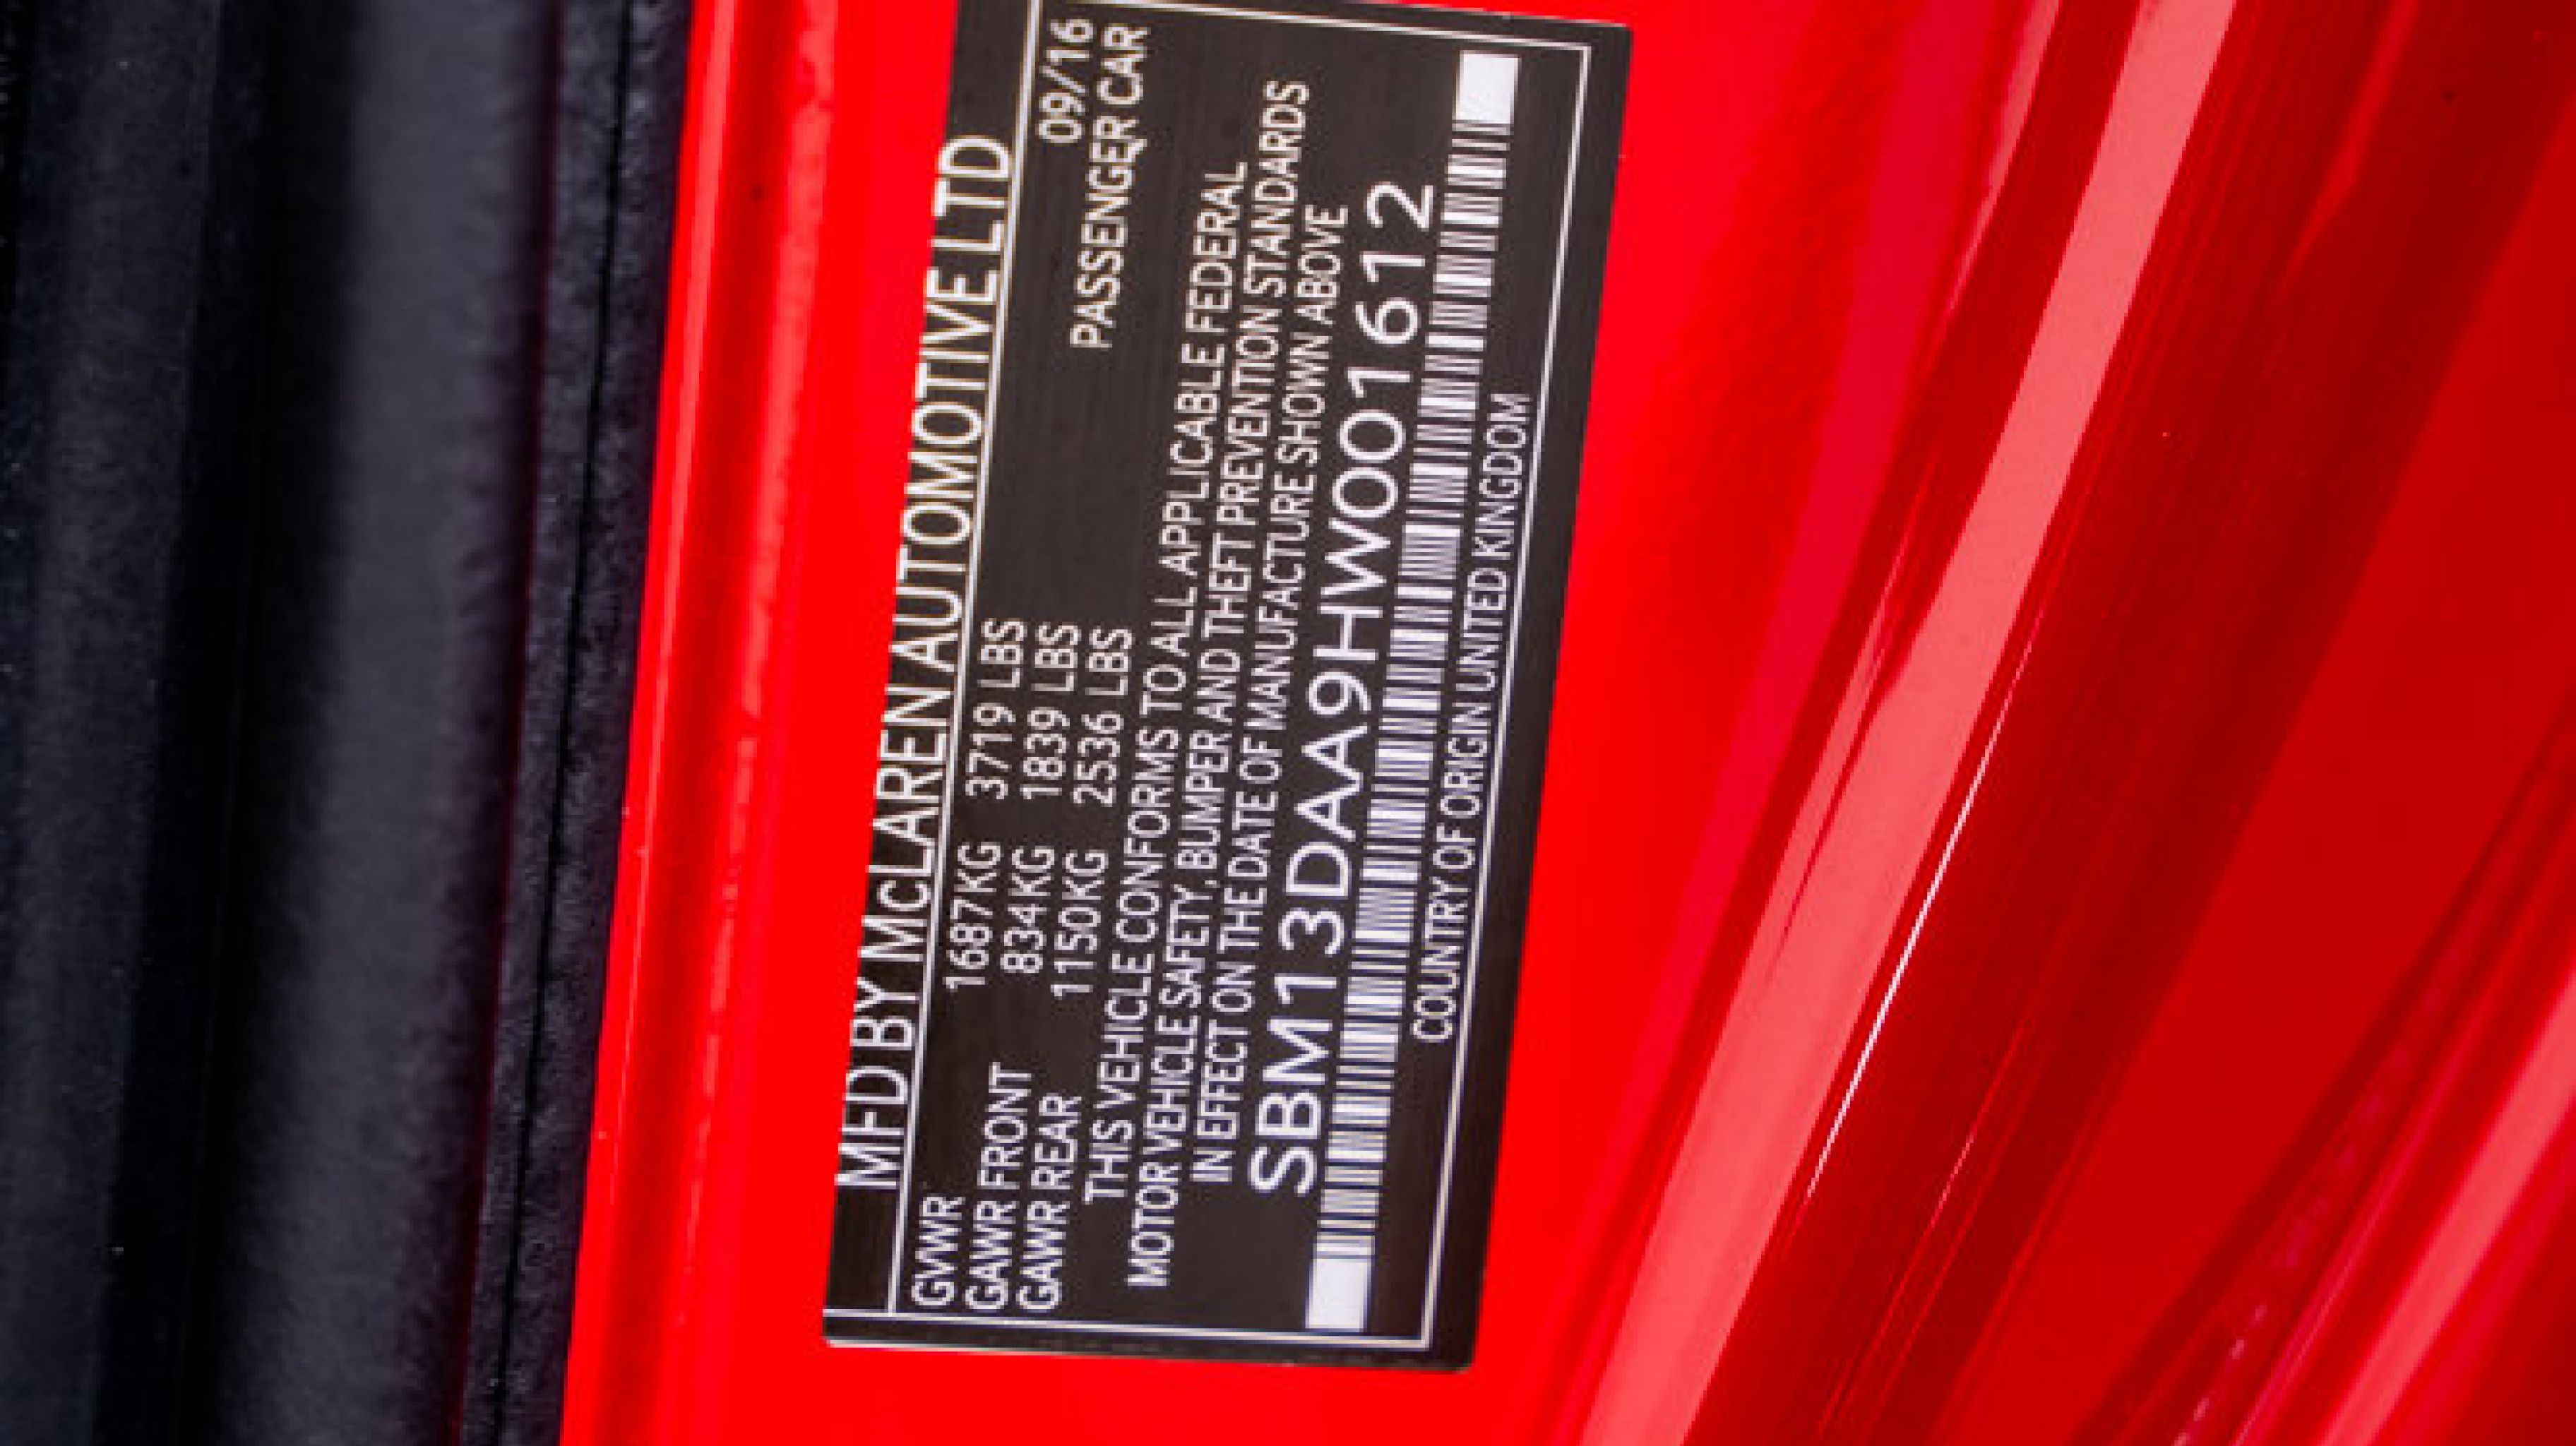 MFD BY McLAREN AUTOMOTIVE LTD
09/16
GVWR 1687KG 3719 LBS PASSENGER CAR
GAWR FRONT 834KG 1839 LBS
GAWR REAR 1150KG 2536 LBS
THIS VEHICLE CONFORMS TO ALL APPLICABLE FEDERAL
MOTOR VEHICLE SAFETY, BUMPER AND THEFT PREVENTION STANDARDS
IN EFFECT ON THE DATE OF MANUFACTURE SHOWN ABOVE
SBM13DAA9HW001612
COUNTRY OF ORIGIN UNITED KINGDOM